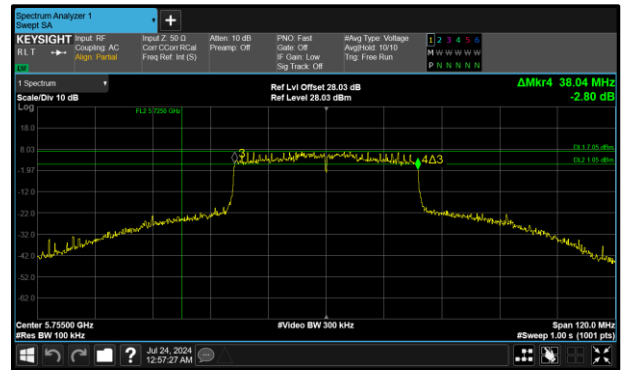 Spectrum Analyzer 1
Swept SA
+
KEYSIGHT Input: RF Input Z: 50 Ω Atten: 10 dB PNO: Fast #Avg Type: Voltage 1 2 3 4 5 6
RLT Coupling: AC Corr CCorr RCal Preamp: Off Gate: Off Avg|Hold: 10/10 M W W W W W
Align: Partial Freq Ref: Int (S) IF Gain: Low Trig: Free Run
Sig Track: Off P N N N N N
LW
1 Spectrum Ref Lvl Offset 28.03 dB ΔMkr4 38.04 MHz
Scale/Div 10 dB Ref Level 28.03 dBm -2.80 dB
Log FL2 5.7250 GHz
18.0
8.03 3 DL1 7.05 dBm
4Δ3 DL2 1.05 dBm
-1.97
-12.0
-22.0
-32.0
-42.0
-52.0
-62.0
Center 5.75500 GHz #Video BW 300 kHz Span 120.0 MHz
#Res BW 100 kHz #Sweep 1.00 s (1001 pts)
? Jul 24, 2024
12:57:27 AM